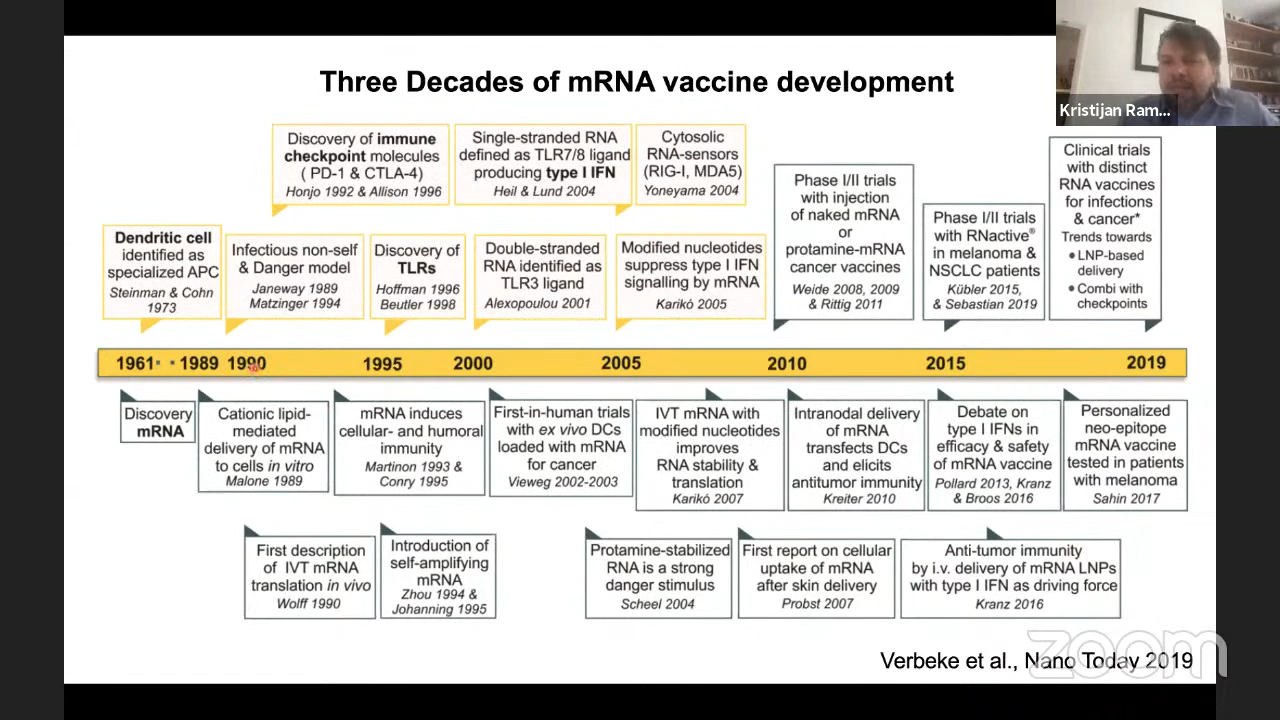 Three Decades of mRNA vaccine development
Kristijan Ram...
Discovery of immune
checkpoint molecules
( PD-1 & CTLA-4)
Honjo 1992 & Allison 1996
Single-stranded RNA
defined as TLR7/8 ligand
producing type I IFN
Heil & Lund 2004
Cytosolic
RNA-sensors
(RIG-I, MDA5)
Yoneyama 2004
Phase I/II trials
with injection
of naked mRNA
or
protamine-mRNA
cancer vaccines
Weide 2008, 2009
& Rittig 2011
Phase I/II trials
with RNactive®
in melanoma &
NSCLC patients
Kübler 2015,
& Sebastian 2019
Clinical trials
with distinct
RNA vaccines
for infections
& cancer*
Trends towards
• LNP-based
delivery
• Combi with
checkpoints
Dendritic cell
identified as
specialized APC
Steinman & Cohn
1973
Infectious non-self
& Danger model
Janeway 1989
Matzinger 1994
Discovery of
TLRs
Hoffman 1996
Beutler 1998
Double-stranded
RNA identified as
TLR3 ligand
Alexopoulou 2001
Modified nucleotides
suppress type I IFN
signalling by mRNA
Karikó 2005
1961 1989 1990 1995 2000 2005 2010 2015 2019
Discovery
mRNA
Cationic lipid-
mediated
delivery of mRNA
to cells in vitro
Malone 1989
mRNA induces
cellular- and humoral
immunity
Martinon 1993 &
Conry 1995
First-in-human trials
with ex vivo DCs
loaded with mRNA
for cancer
Vieweg 2002-2003
IVT mRNA with
modified nucleotides
improves
RNA stability &
translation
Karikó 2007
Intranodal delivery
of mRNA
transfects DCs
and elicits
antitumor immunity
Kreiter 2010
Debate on
type I IFNs in
efficacy & safety
of mRNA vaccine
Pollard 2013, Kranz
& Broos 2016
Personalized
neo-epitope
mRNA vaccine
tested in patients
with melanoma
Sahin 2017
First description
of IVT mRNA
translation in vivo
Wolff 1990
Introduction of
self-amplifying
mRNA
Zhou 1994 &
Johanning 1995
Protamine-stabilized
RNA is a strong
danger stimulus
Scheel 2004
First report on cellular
uptake of mRNA
after skin delivery
Probst 2007
Anti-tumor immunity
by i.v. delivery of mRNA LNPs
with type I IFN as driving force
Kranz 2016
Verbeke et al., Nano Today 2019
zoom